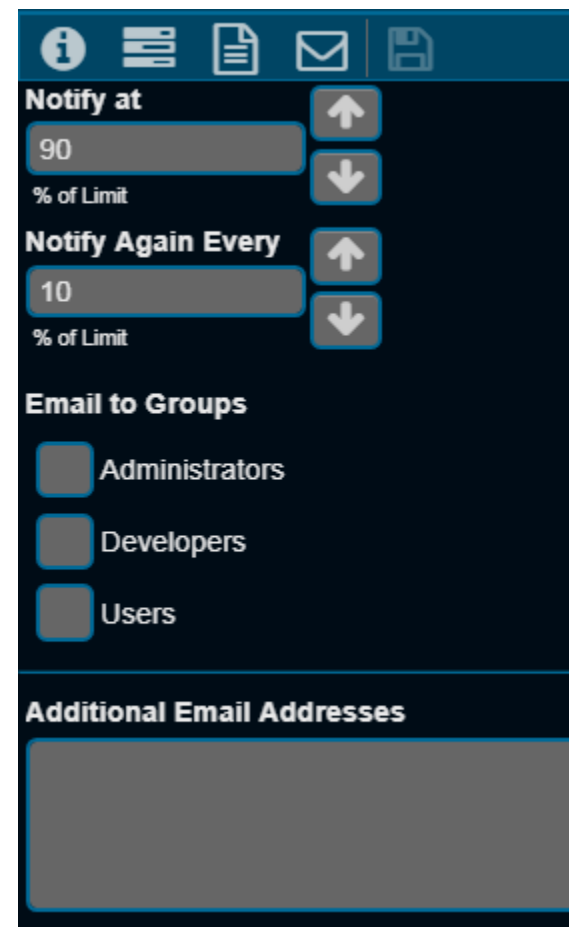 Notify at
90
% of Limit
Notify Again Every
10
% of Limit
Email to Groups
Administrators
Developers
Users
Additional Email Addresses